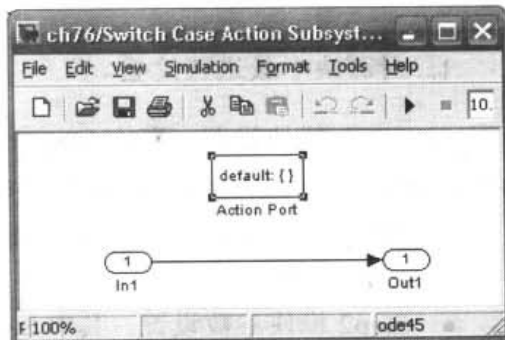 ch76/Switch Case Action Subsyst...
File Edit View Simulation Format Tools Help
10.
default: { }
Action Port
1
In1
1
Out1
100%
ode45